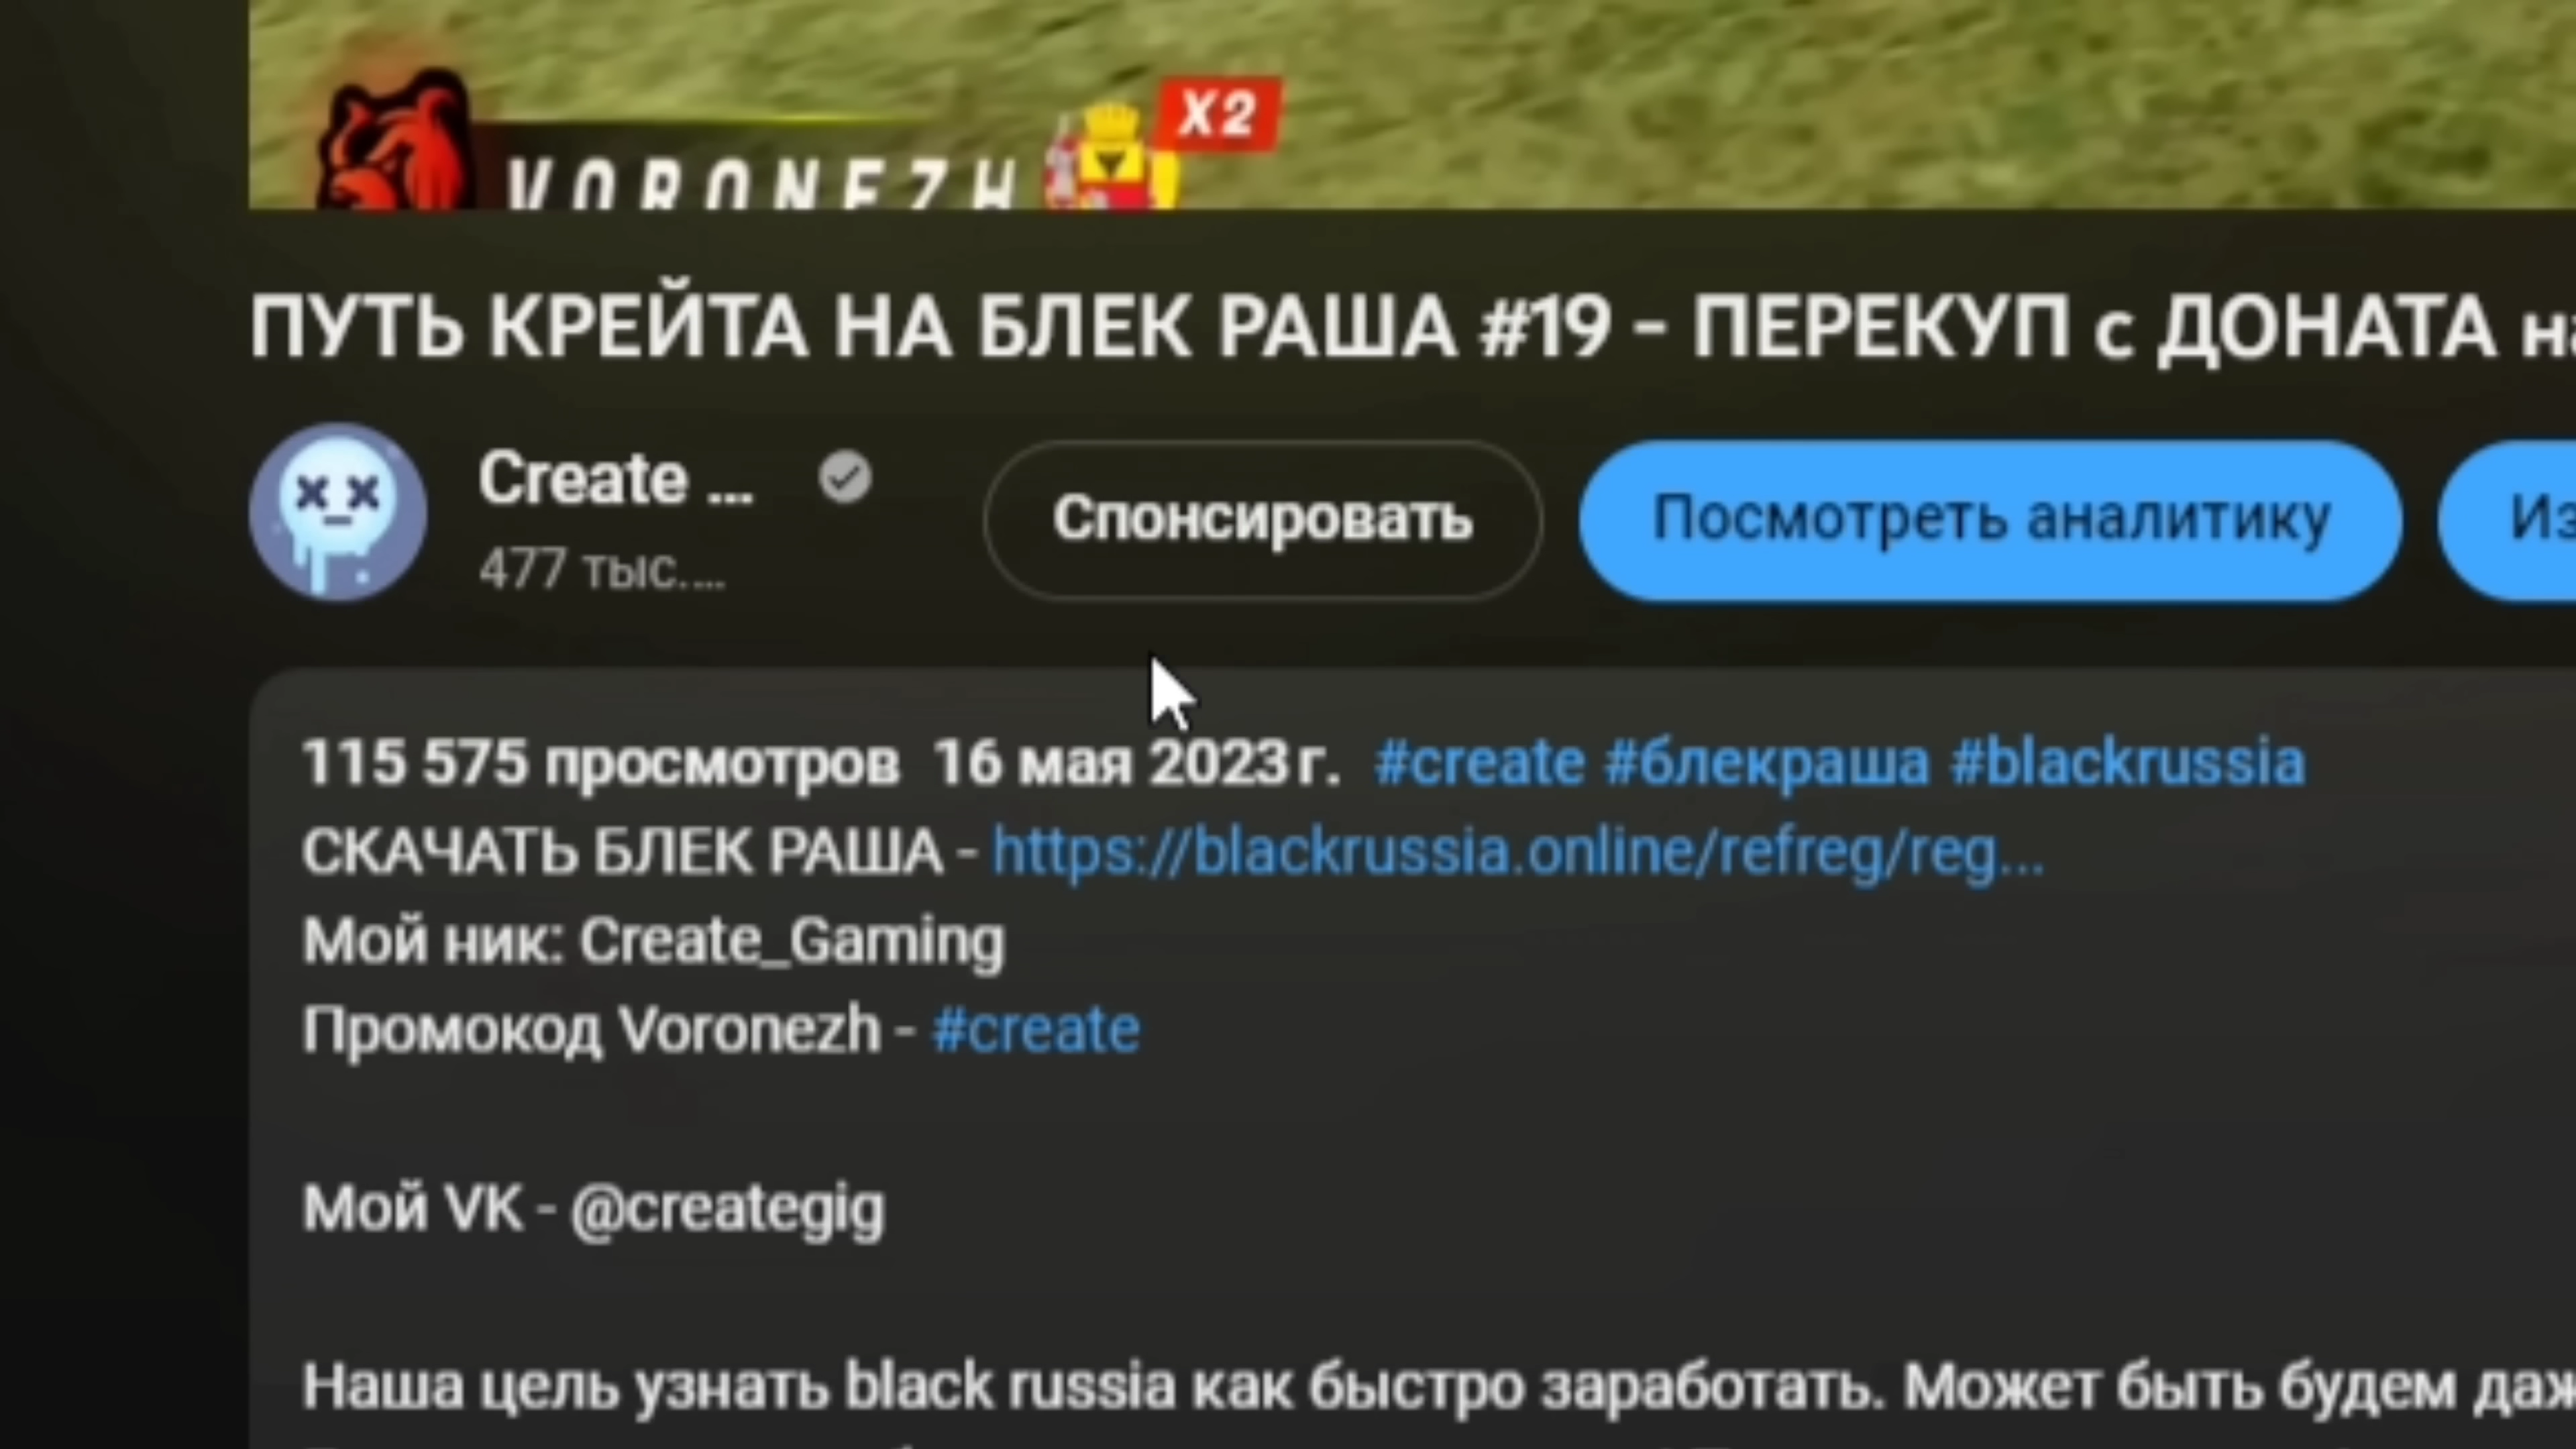 X2
VORONEZH
ПУТЬ КРЕЙТА НА БЛЕК РАША #19 - ПЕРЕКУП с ДОНАТА на
Create ...
477 тыс....
Спонсировать
Посмотреть аналитику
Из
115 575 просмотров 16 мая 2023 г. #create #блекраша #blackrussia
СКАЧАТЬ БЛЕК РАША - https://blackrussia.online/refreg/reg...
Мой ник: Create_Gaming
Промокод Voronezh - #create
Мой VK - @creategig
Наша цель узнать black russia как быстро заработать. Может быть будем